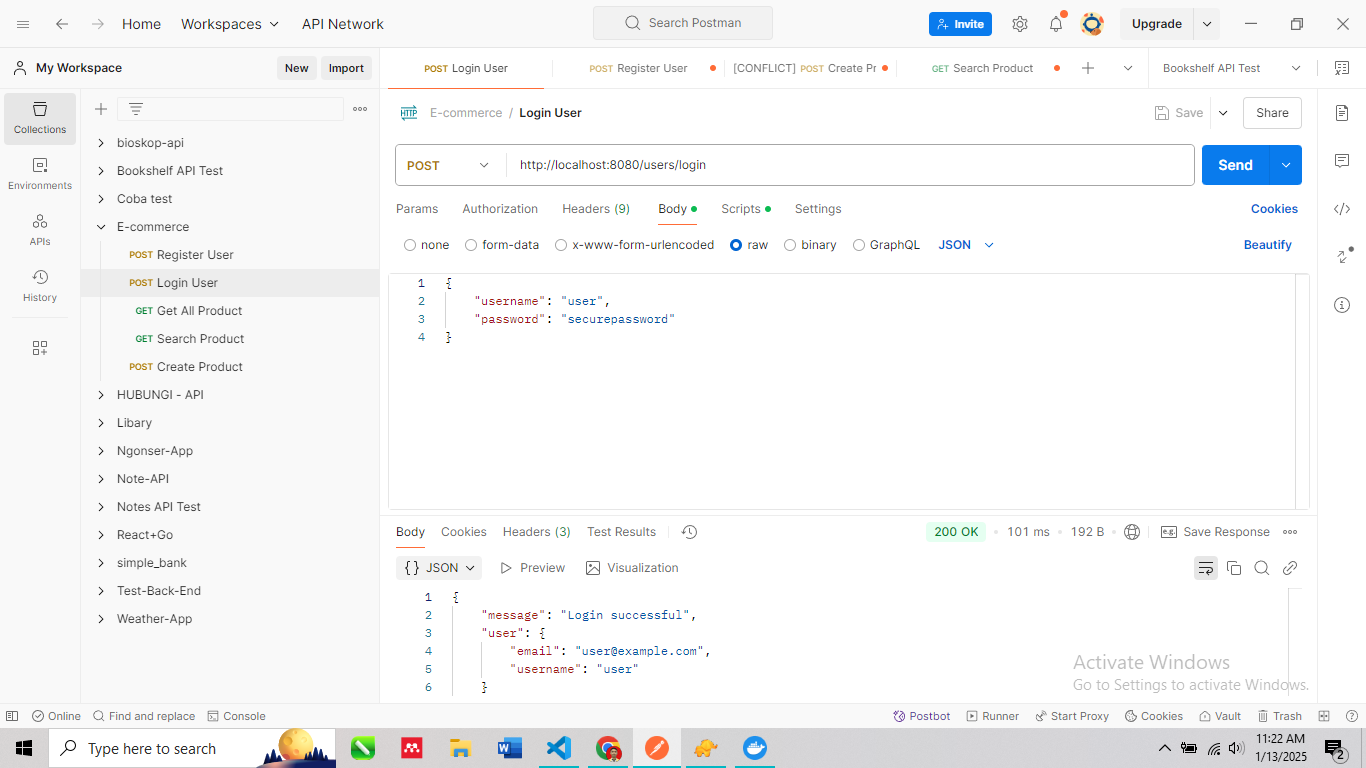 Home Workspaces API Network Search Postman Invite Upgrade
My Workspace New Import POST Login User POST Register User [CONFLICT] POST Create Pr GET Search Product Bookshelf API Test
Collections
Environments
APIs
History
bioskop-api
Bookshelf API Test
Coba test
E-commerce
POST Register User
POST Login User
GET Get All Product
GET Search Product
POST Create Product
HUBUNGI - API
Libary
Ngonser-App
Note-API
Notes API Test
React+Go
simple_bank
Test-Back-End
Weather-App
HTTP E-commerce / Login User Save Share
POST http://localhost:8080/users/login Send
Params Authorization Headers (9) Body Scripts Settings Cookies
none form-data x-www-form-urlencoded raw binary GraphQL JSON Beautify
1 {
2 "username": "user",
3 "password": "securepassword"
4 }
Body Cookies Headers (3) Test Results 200 OK 101 ms 192 B e.g. Save Response
{} JSON Preview Visualization
1 {
2 "message": "Login successful",
3 "user": {
4 "email": "user@example.com",
5 "username": "user"
6 }
Activate Windows
Go to Settings to activate Windows.
Online Find and replace Console Postbot Runner Start Proxy Cookies Vault Trash
Type here to search
11:22 AM
1/13/2025
2